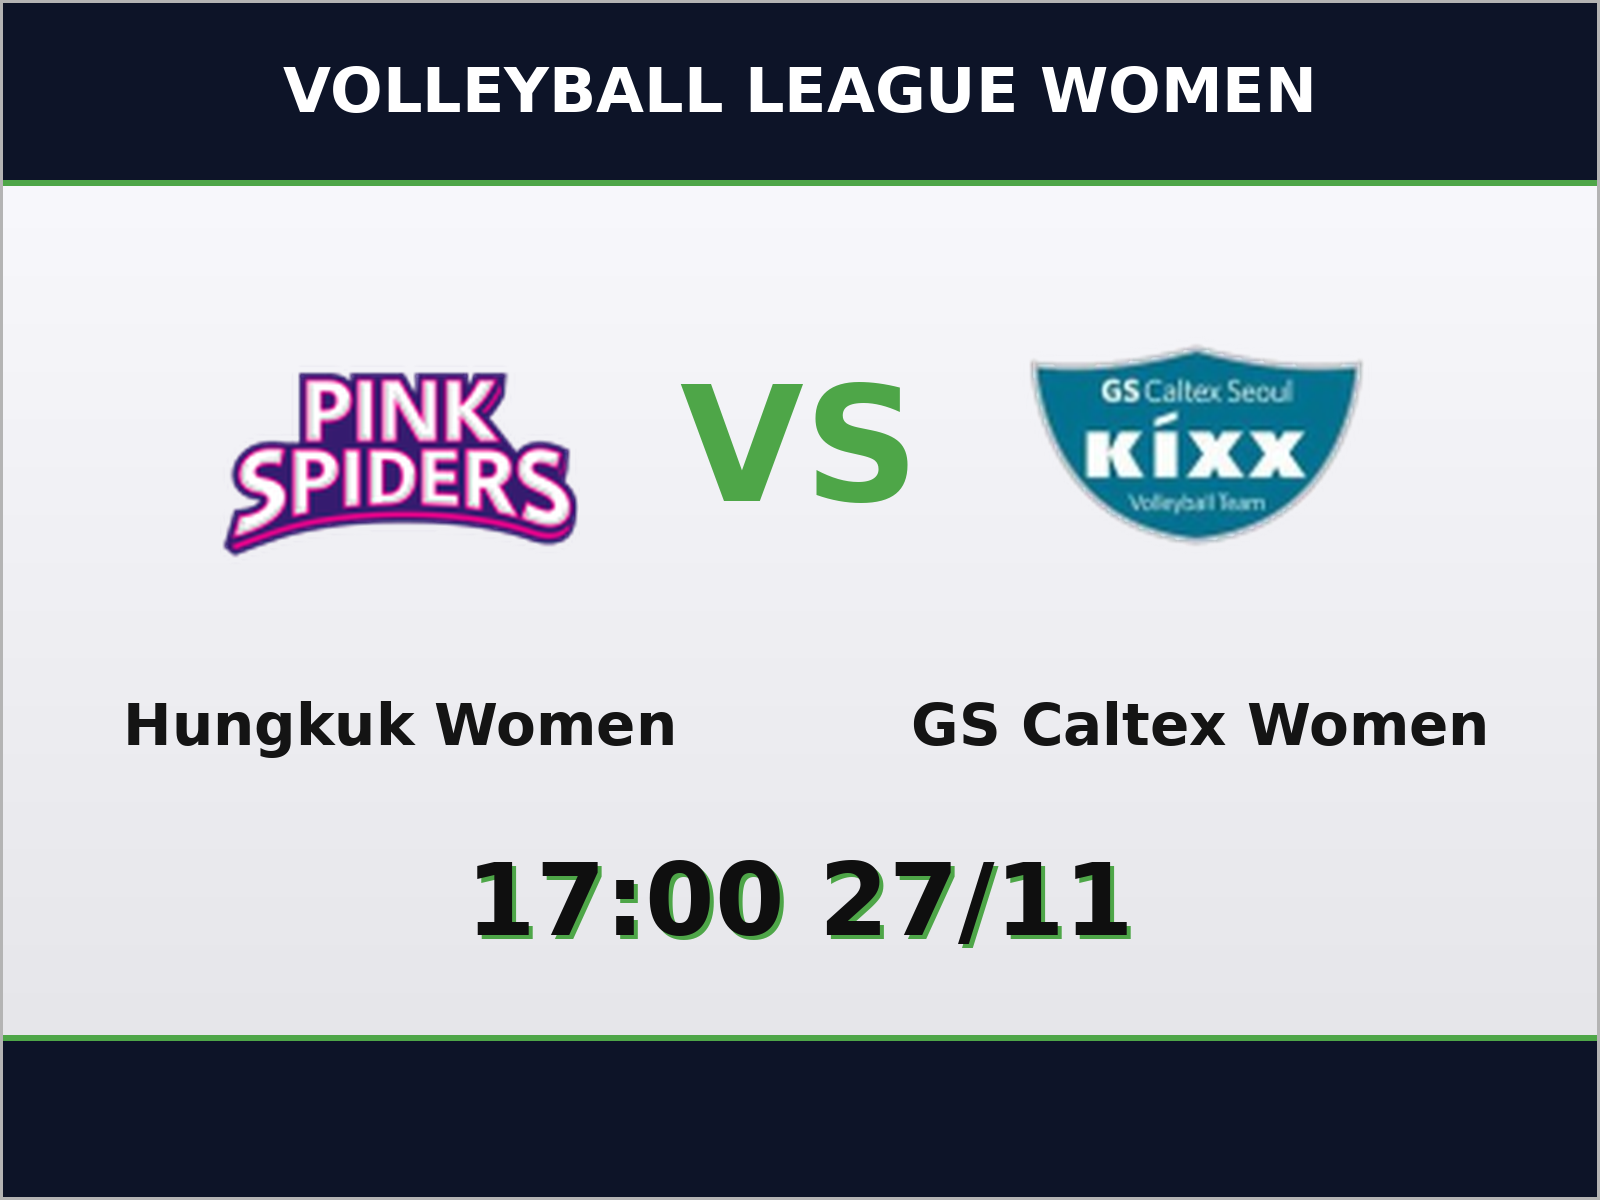 VOLLEYBALL LEAGUE WOMEN
PINK
SPIDERS
VS
GS Caltex Seoul
kíxx
Volleyball Team
Hungkuk Women
GS Caltex Women
17:00 27/11